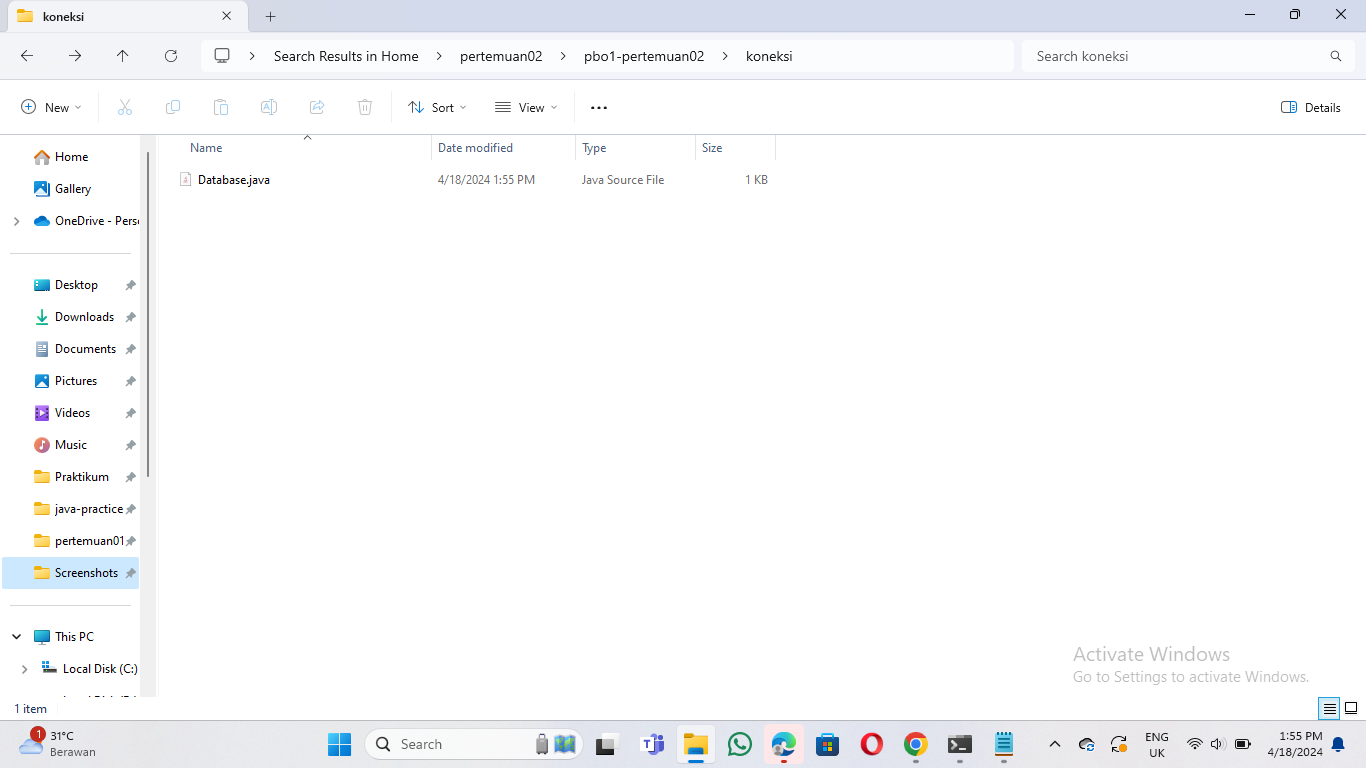 koneksi
Search Results in Home > pertemuan02 > pbo1-pertemuan02 > koneksi
Search koneksi
New
Sort
View
Details
Name
Date modified
Type
Size
Database.java
4/18/2024 1:55 PM
Java Source File
1 KB
Home
Gallery
OneDrive - Perso
Desktop
Downloads
Documents
Pictures
Videos
Music
Praktikum
java-practice
pertemuan01
Screenshots
This PC
Local Disk (C:)
Activate Windows
Go to Settings to activate Windows.
1 item
1
31°C
Berawan
Search
ENG
UK
1:55 PM
4/18/2024